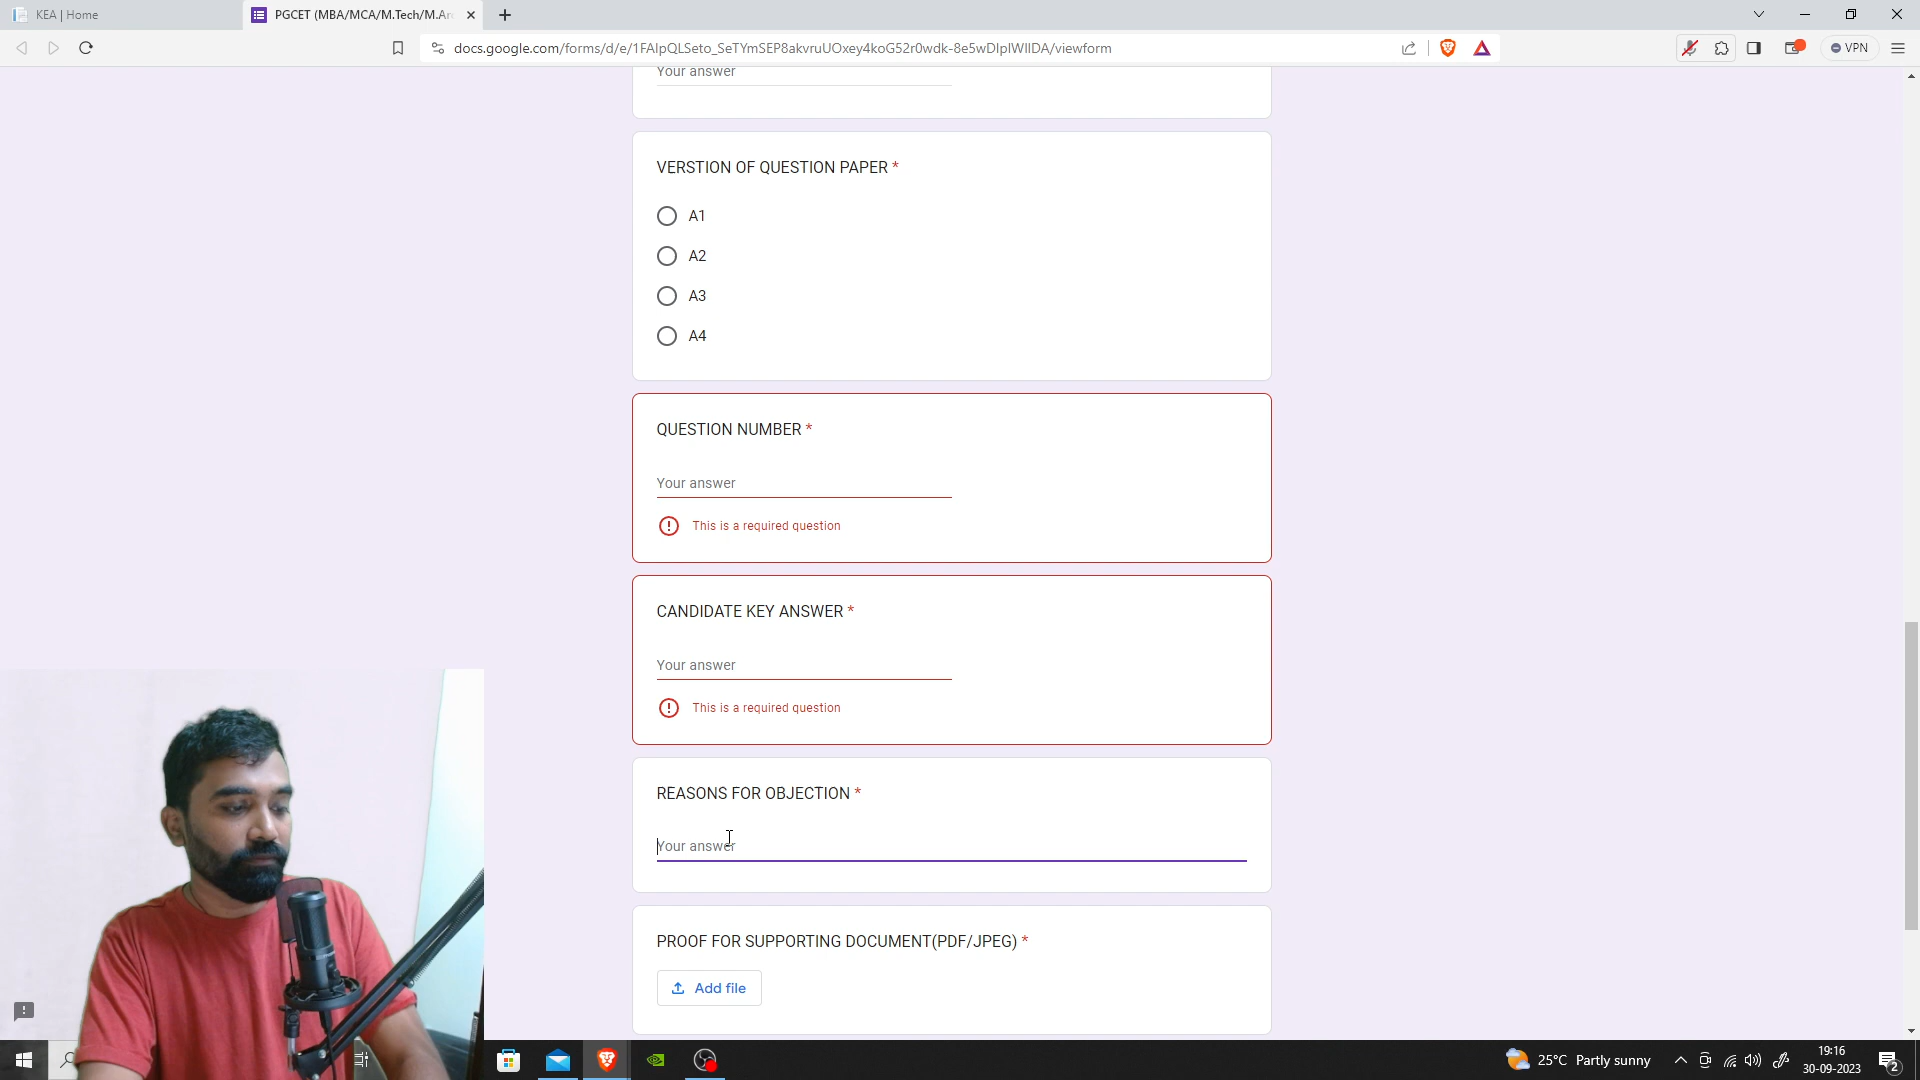 KEA | Home
PGCET (MBA/MCA/M.Tech/M.Ar
docs.google.com/forms/d/e/1FAIpQLSeto_SeTYmSEP8akvruUOxey4koG52r0wdk-8e5wDIpIWIIDA/viewform
VPN
Your answer
VERSTION OF QUESTION PAPER *
A1
A2
A3
A4
QUESTION NUMBER *
Your answer
This is a required question
CANDIDATE KEY ANSWER *
Your answer
This is a required question
REASONS FOR OBJECTION *
Your answer
PROOF FOR SUPPORTING DOCUMENT(PDF/JPEG) *
Add file
25°C Partly sunny
19:16
30-09-2023
2